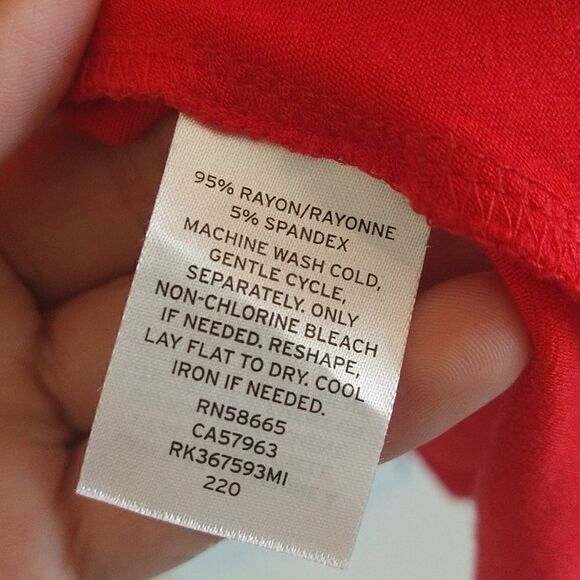 95% RAYON/RAYONNE
5% SPANDEX
MACHINE WASH COLD,
GENTLE CYCLE,
SEPARATELY. ONLY
NON-CHLORINE BLEACH
IF NEEDED. RESHAPE,
LAY FLAT TO DRY. COOL
IRON IF NEEDED.
RN58665
CA57963
RK367593MI
220